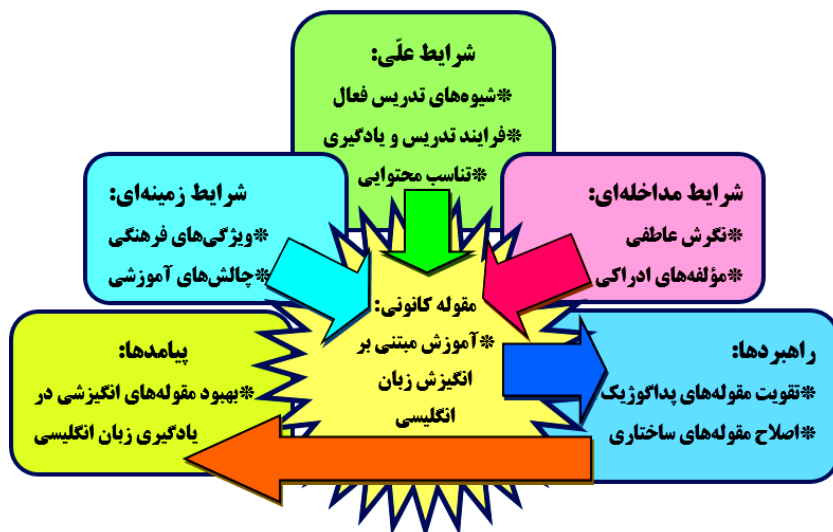 شرایط علّی:
*شیوه‌های تدریس فعال
*فرایند تدریس و یادگیری
*تناسب محتوایی
شرایط مداخله‌ای:
*نگرش عاطفی
*مؤلفه‌های ادراکی
شرایط زمینه‌ای:
*ویژگی‌های فرهنگی
*چالش‌های آموزشی
مقوله کانونی:
*آموزش مبتنی بر
انگیزش زبان
انگلیسی
راهبردها:
*تقویت مقوله‌های پداگوژیک
*اصلاح مقوله‌های ساختاری
پیامدها:
*بهبود مقوله‌های انگیزشی در
یادگیری زبان انگلیسی